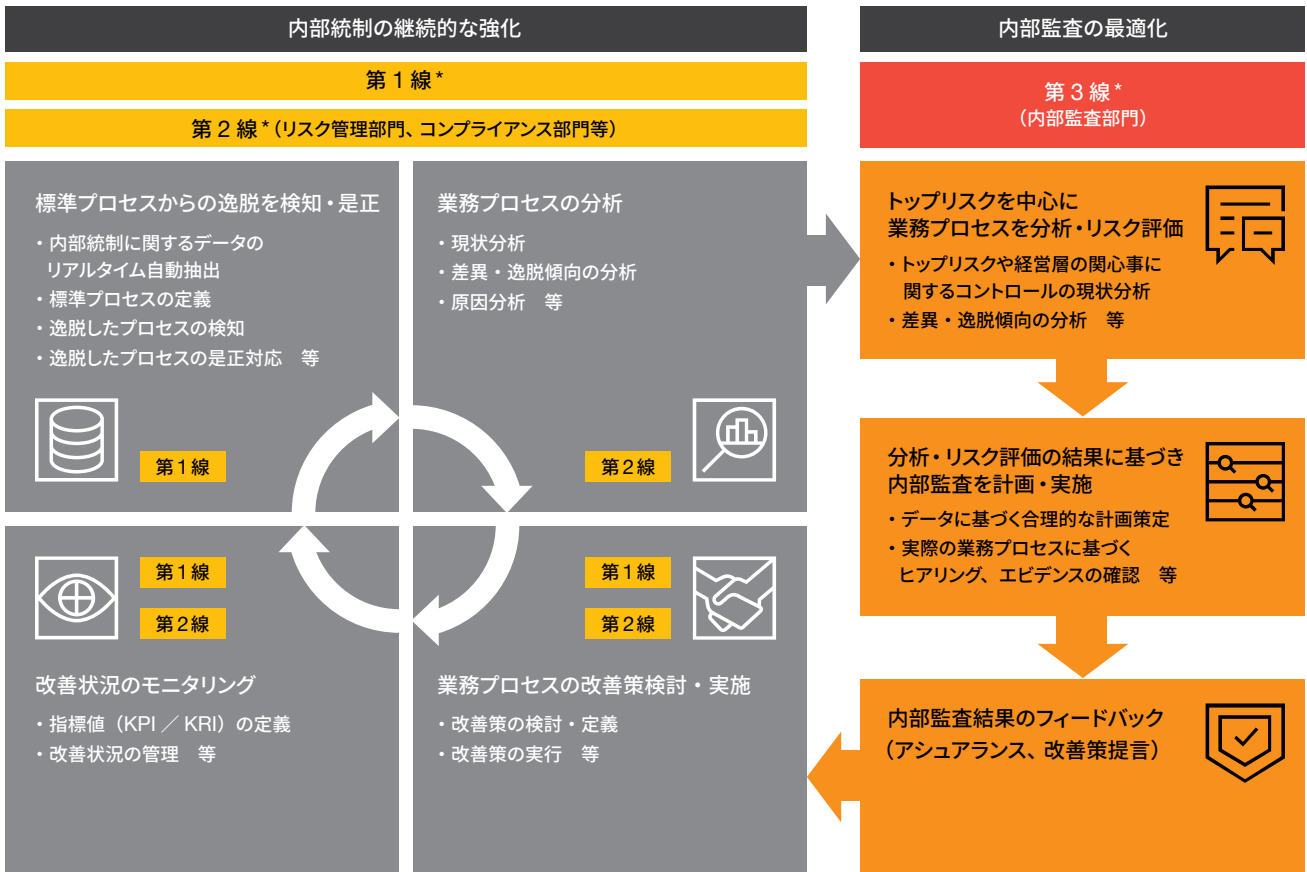 内部統制の継続的な強化
第1線*
第2線*(リスク管理部門、コンプライアンス部門等)
標準プロセスからの逸脱を検知・是正
・内部統制に関するデータの
リアルタイム自動抽出
・標準プロセスの定義
・逸脱したプロセスの検知
・逸脱したプロセスの是正対応　等
第1線
業務プロセスの分析
・現状分析
・差異・逸脱傾向の分析
・原因分析　等
第2線
第1線
第2線
改善状況のモニタリング
・指標値（KPI／KRI）の定義
・改善状況の管理　等
第1線
第2線
業務プロセスの改善策検討・実施
・改善策の検討・定義
・改善策の実行　等
内部監査の最適化
第3線*
（内部監査部門）
トップリスクを中心に
業務プロセスを分析・リスク評価
・トップリスクや経営層の関心事に
関するコントロールの現状分析
・差異・逸脱傾向の分析　等
分析・リスク評価の結果に基づき
内部監査を計画・実施
・データに基づく合理的な計画策定
・実際の業務プロセスに基づく
ヒアリング、エビデンスの確認　等
内部監査結果のフィードバック
（アシュアランス、改善策提言）